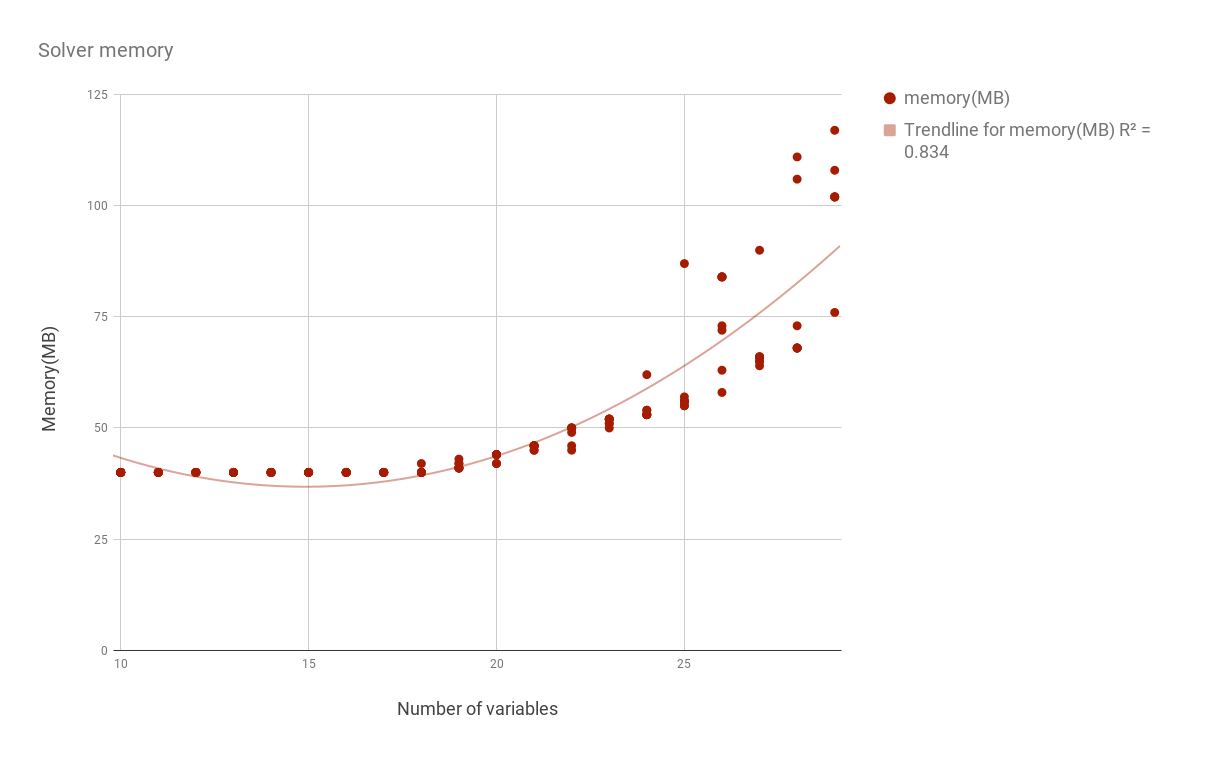 Solver memory
125
100
75
50
25
0
10 15 20 25
Memory(MB)
Number of variables
memory(MB)
Trendline for memory(MB) R² =
0.834